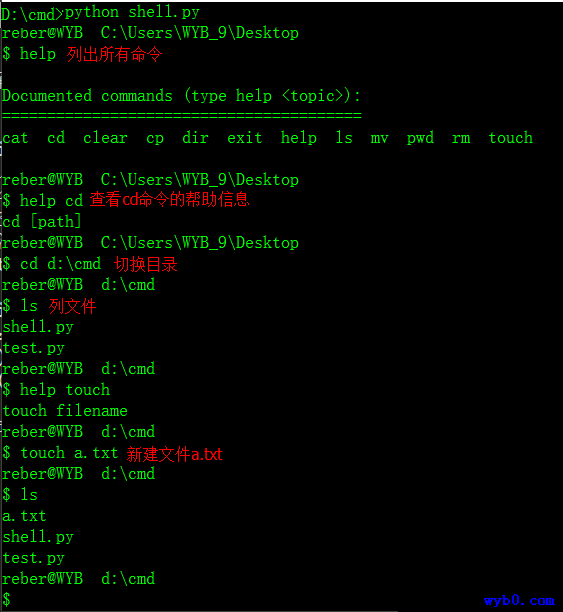 D:\cmd>python shell.py
reber@WYB  C:\Users\WYB_9\Desktop
$ help 列出所有命令
Documented commands (type help <topic>):
========================================
cat  cd  clear  cp  dir  exit  help  ls  mv  pwd  rm  touch
reber@WYB  C:\Users\WYB_9\Desktop
$ help cd 查看cd命令的帮助信息
cd [path]
reber@WYB  C:\Users\WYB_9\Desktop
$ cd d:\cmd 切换目录
reber@WYB  d:\cmd
$ ls 列文件
shell.py
test.py
reber@WYB  d:\cmd
$ help touch
touch filename
reber@WYB  d:\cmd
$ touch a.txt 新建文件a.txt
reber@WYB  d:\cmd
$ ls
a.txt
shell.py
test.py
reber@WYB  d:\cmd
$
wyb0.com